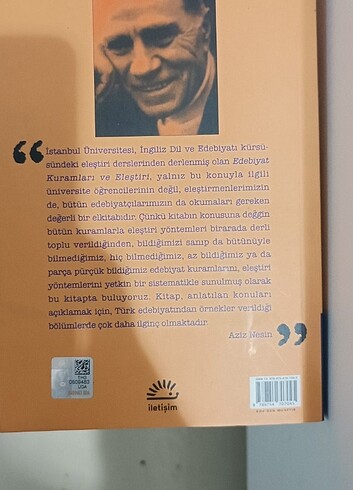 “
İstanbul Üniversitesi, İngiliz Dil ve Edebiyatı kürsü-
sündeki eleştiri derslerinden derlenmiş olan Edebiyat
Kuramları ve Eleştiri, yalnız bu konuyla ilgili
üniversite öğrencilerinin değil, eleştirmenlerimizin
de, bütün edebiyatçılarımızın da okumaları gereken
değerli bir elkitabıdır. Çünkü kitabın konusuna değgin
bütün kuramlarla eleştiri yöntemleri birarada derli
toplu verildiğinden, bildiğimizi sanıp da bütünüyle
bilmediğimiz, hiç bilmediğimiz, az bildiğimiz ya da
parça pürçük bildiğimiz edebiyat kuramlarını, eleştiri
yöntemlerini yetkin bir sistematikle sunulmuş olarak
bu kitapta buluyoruz. Kitap, anlatılan konuları
açıklamak için, Türk edebiyatından örnekler verildiği
bölümlerde çok daha ilginç olmaktadır.
Aziz Nesin
”
iletişim